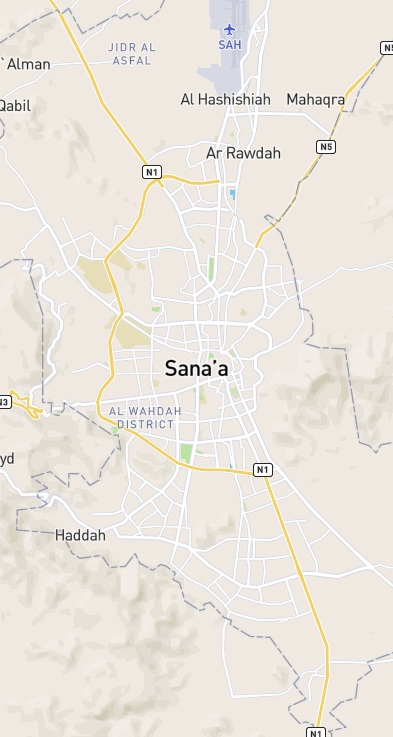 JIDR AL
ASFAL
SAH
N5
`Alman
Al Hashishiah
Mahaqra
Qabil
N5
Ar Rawdah
N1
Sana'a
N3
AL WAHDAH
DISTRICT
yd
N1
Haddah
N1